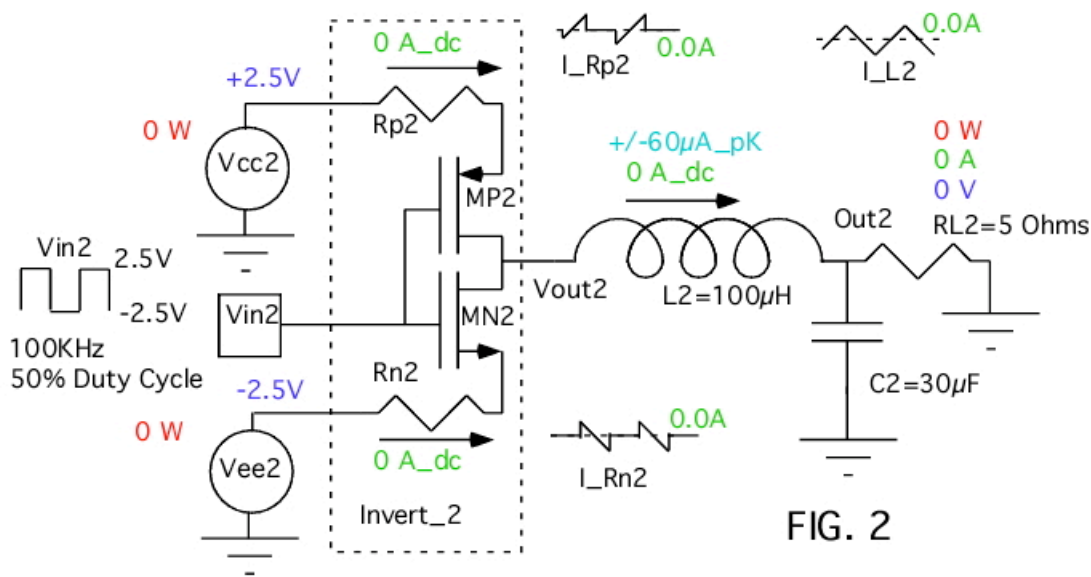 0 A_dc
I_Rp2
0.0A
0.0A
I_L2
+2.5V
Rp2
0 W
Vcc2
MP2
+/-60µA_pK
0 A_dc
0 W
0 A
0 V
Out2
RL2=5 Ohms
Vin2
2.5V
-2.5V
Vin2
Vout2
L2=100µH
MN2
100KHz
50% Duty Cycle
-2.5V
Rn2
C2=30µF
0 W
Vee2
0 A_dc
0.0A
I_Rn2
Invert_2
FIG. 2